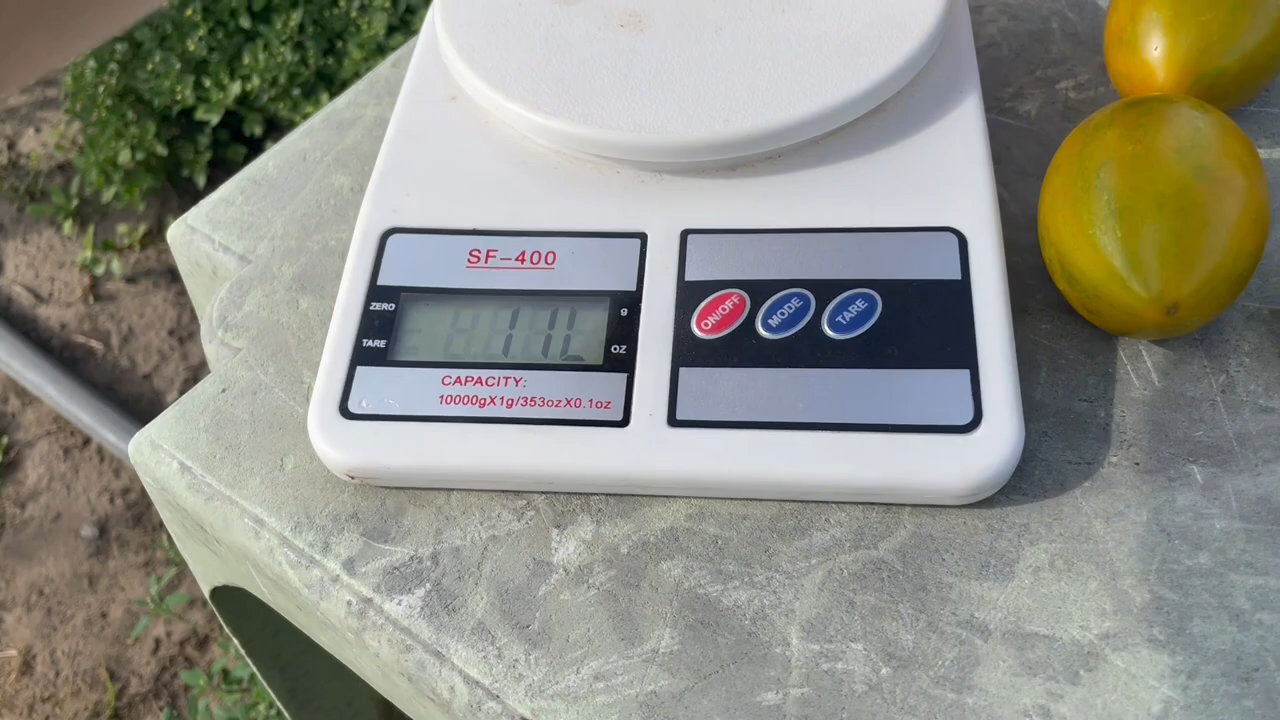 SF-400
ZERO
g
TARE
OZ
CAPACITY:
10000gX1g/353ozX0.1oz
ON/OFF
MODE
TARE